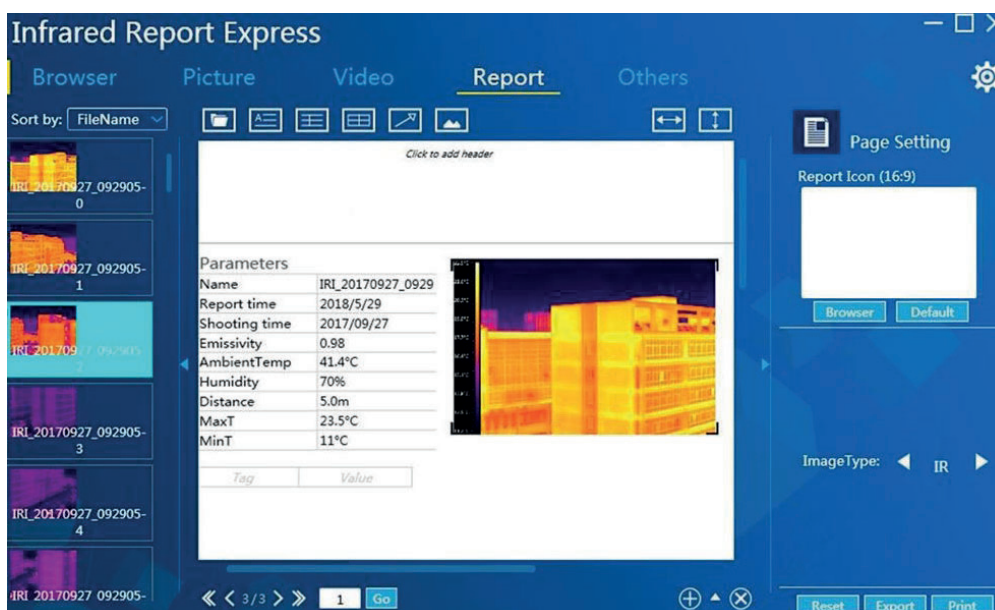 Infrared Report Express
Browser Picture Video Report Others
Sort by: FileName
IRI_20170927_092905-
0
IRI_20170927_092905-
1
IRI_20170927_092905-
2
IRI_20170927_092905-
3
IRI_20170927_092905-
4
IRI_20170927_092905-
Click to add header
Parameters
Name IRI_20170927_0929
Report time 2018/5/29
Shooting time 2017/09/27
Emissivity 0.98
AmbientTemp 41.4°C
Humidity 70%
Distance 5.0m
MaxT 23.5°C
MinT 11°C
Tag Value
3/3 1 Go
Page Setting
Report Icon (16:9)
Browser Default
ImageType: IR
Reset Export Print